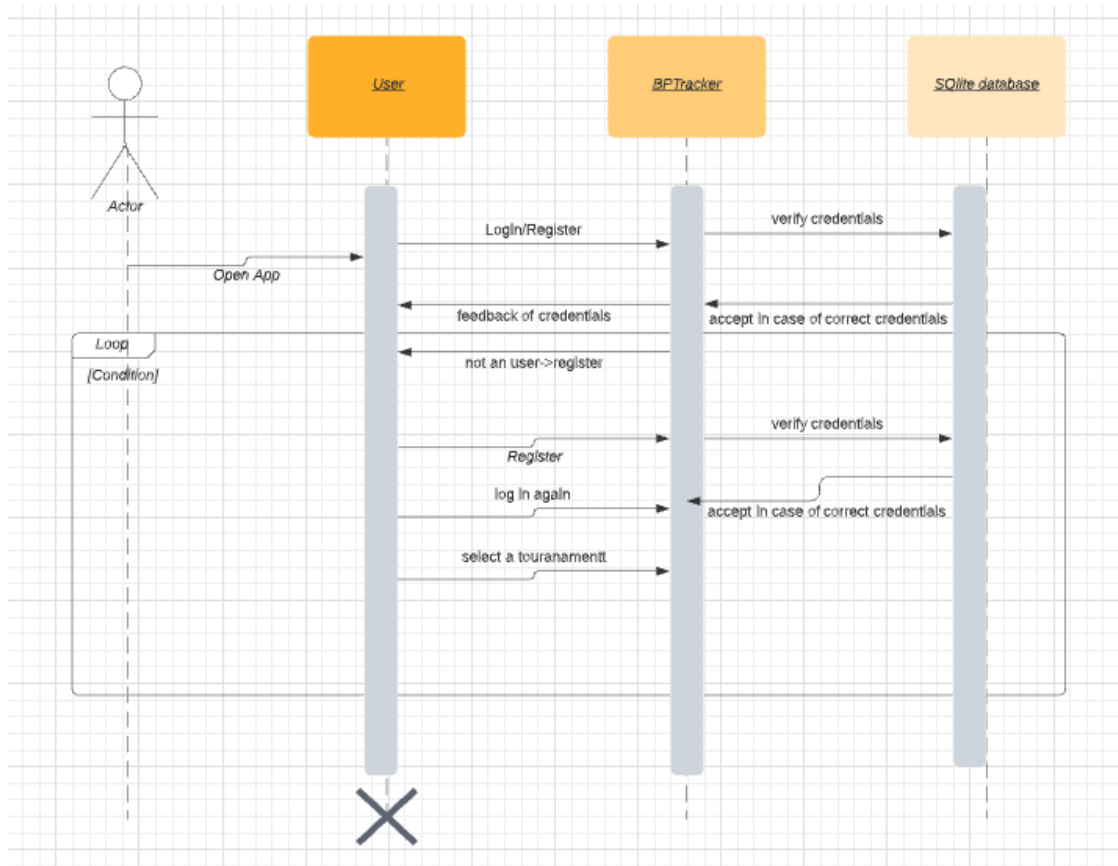 User
BPTracker
SQlite database
Actor
verify credentials
LogIn/Register
Open App
feedback of credentials
accept in case of correct credentials
Loop
[Condition]
not an user->register
verify credentials
Register
log in again
accept in case of correct credentials
select a touranamentt